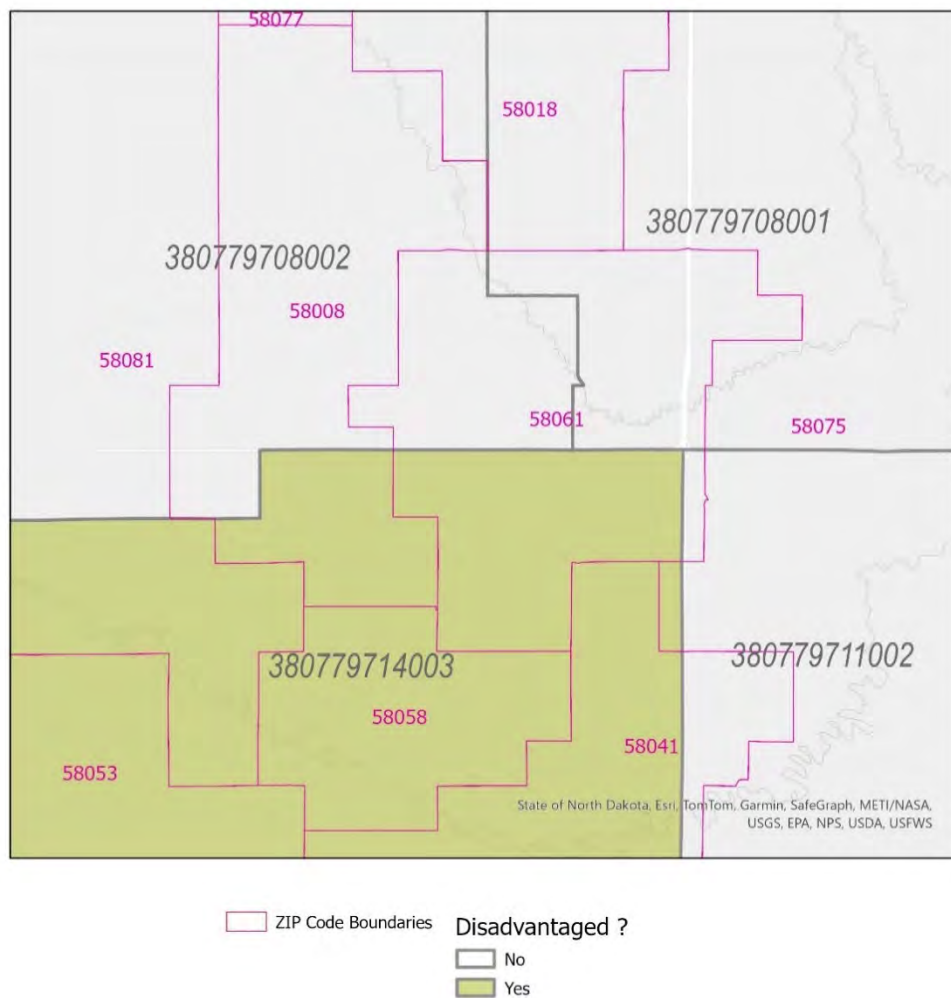 58077
58018
380779708001
380779708002
58008
58081
58061
58075
380779714003
380779711002
58058
58041
58053
State of North Dakota, Esri, TomTom, Garmin, SafeGraph, METI/NASA,
USGS, EPA, NPS, USDA, USFWS
ZIP Code Boundaries
Disadvantaged ?
No
Yes